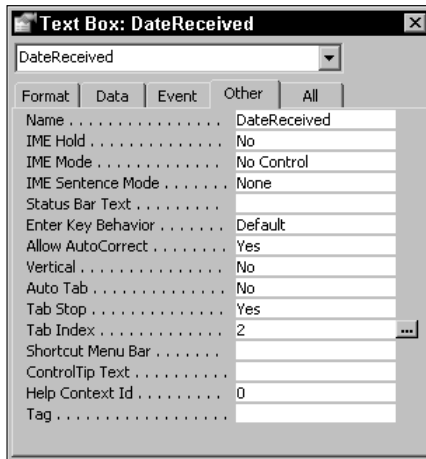 Text Box: DateReceived
DateReceived
Format Data Event Other All
Name . . . . . . . . . . . . . . . . DateReceived
IME Hold . . . . . . . . . . . . . . No
IME Mode . . . . . . . . . . . . . No Control
IME Sentence Mode . . . . . . . None
Status Bar Text . . . . . . . . .
Enter Key Behavior . . . . . . . Default
Allow AutoCorrect . . . . . . . . Yes
Vertical . . . . . . . . . . . . . . . . No
Auto Tab . . . . . . . . . . . . . . No
Tab Stop . . . . . . . . . . . . . . Yes
Tab Index . . . . . . . . . . . . . 2 ...
Shortcut Menu Bar . . . . . . .
ControlTip Text . . . . . . . . . .
Help Context Id . . . . . . . . . 0
Tag . . . . . . . . . . . . . . . . . .